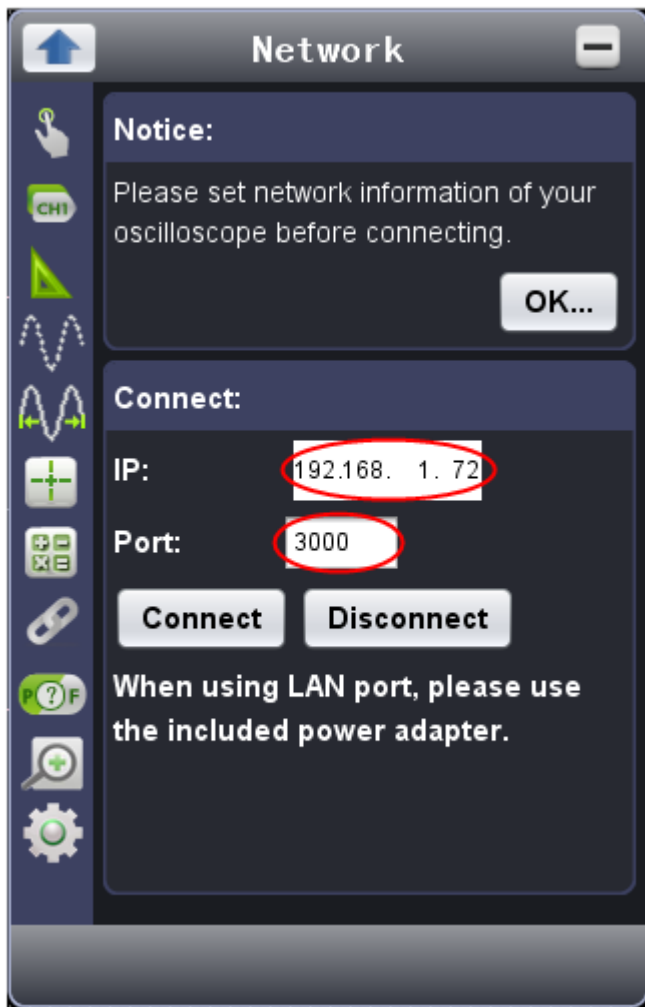 Network
Notice:
Please set network information of your
oscilloscope before connecting.
OK...
Connect:
IP: 192.168. 1. 72
Port: 3000
Connect Disconnect
When using LAN port, please use
the included power adapter.
CH1
P?F